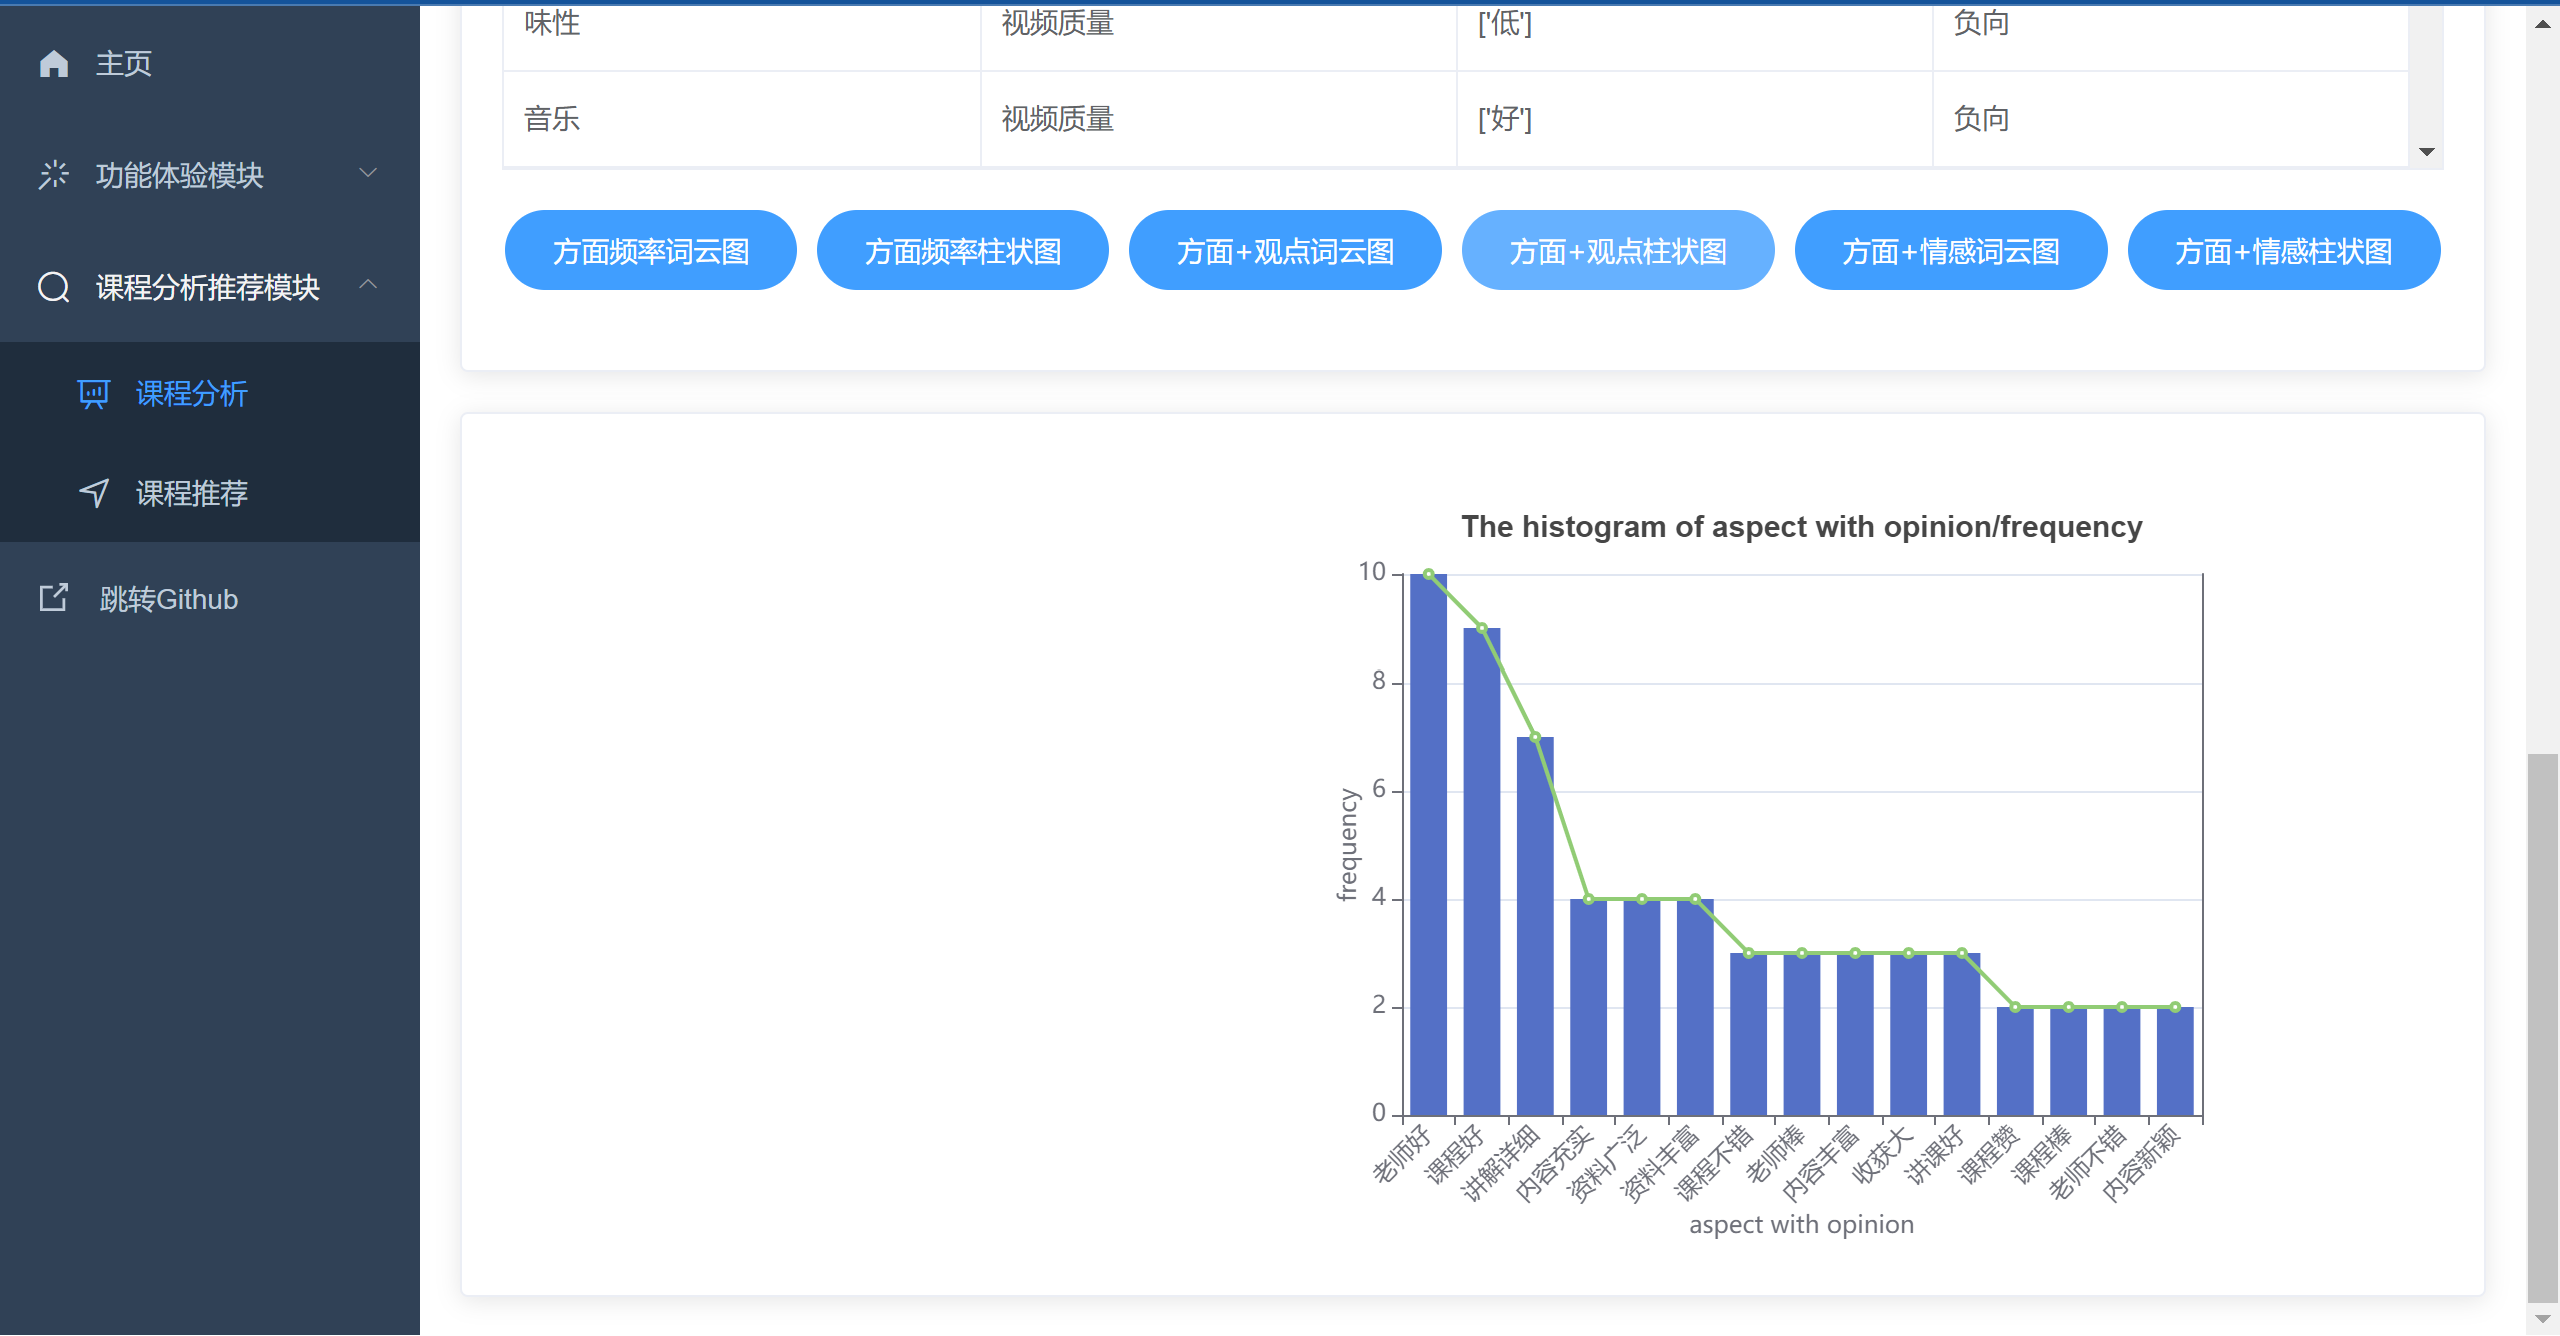 主页
功能体验模块
课程分析推荐模块
课程分析
课程推荐
跳转Github
味性 视频质量 ['低'] 负向
音乐 视频质量 ['好'] 负向
方面频率词云图 方面频率柱状图 方面+观点词云图 方面+观点柱状图 方面+情感词云图 方面+情感柱状图
The histogram of aspect with opinion/frequency
10
8
6
4
2
0
frequency
老师好 课程好 讲解详细 内容充实 资料广泛 资料丰富 课程不错 老师棒 内容丰富 收获大 讲课好 课程赞 课程棒 老师不错 内容新颖
aspect with opinion